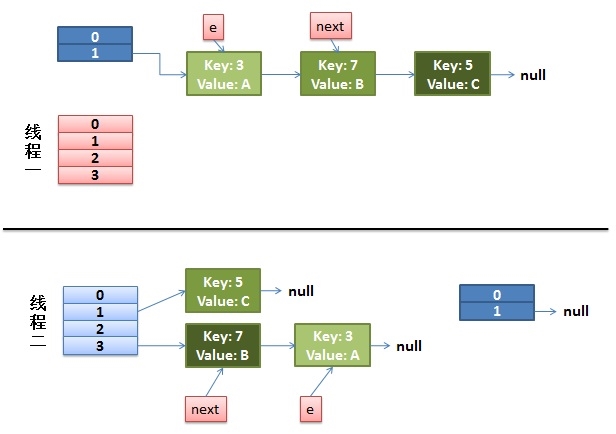 e
next
0
1
Key: 3
Value: A
Key: 7
Value: B
Key: 5
Value: C
null
线程一
0
1
2
3
线程二
0
1
2
3
Key: 5
Value: C
null
0
1
null
Key: 7
Value: B
Key: 3
Value: A
null
next
e